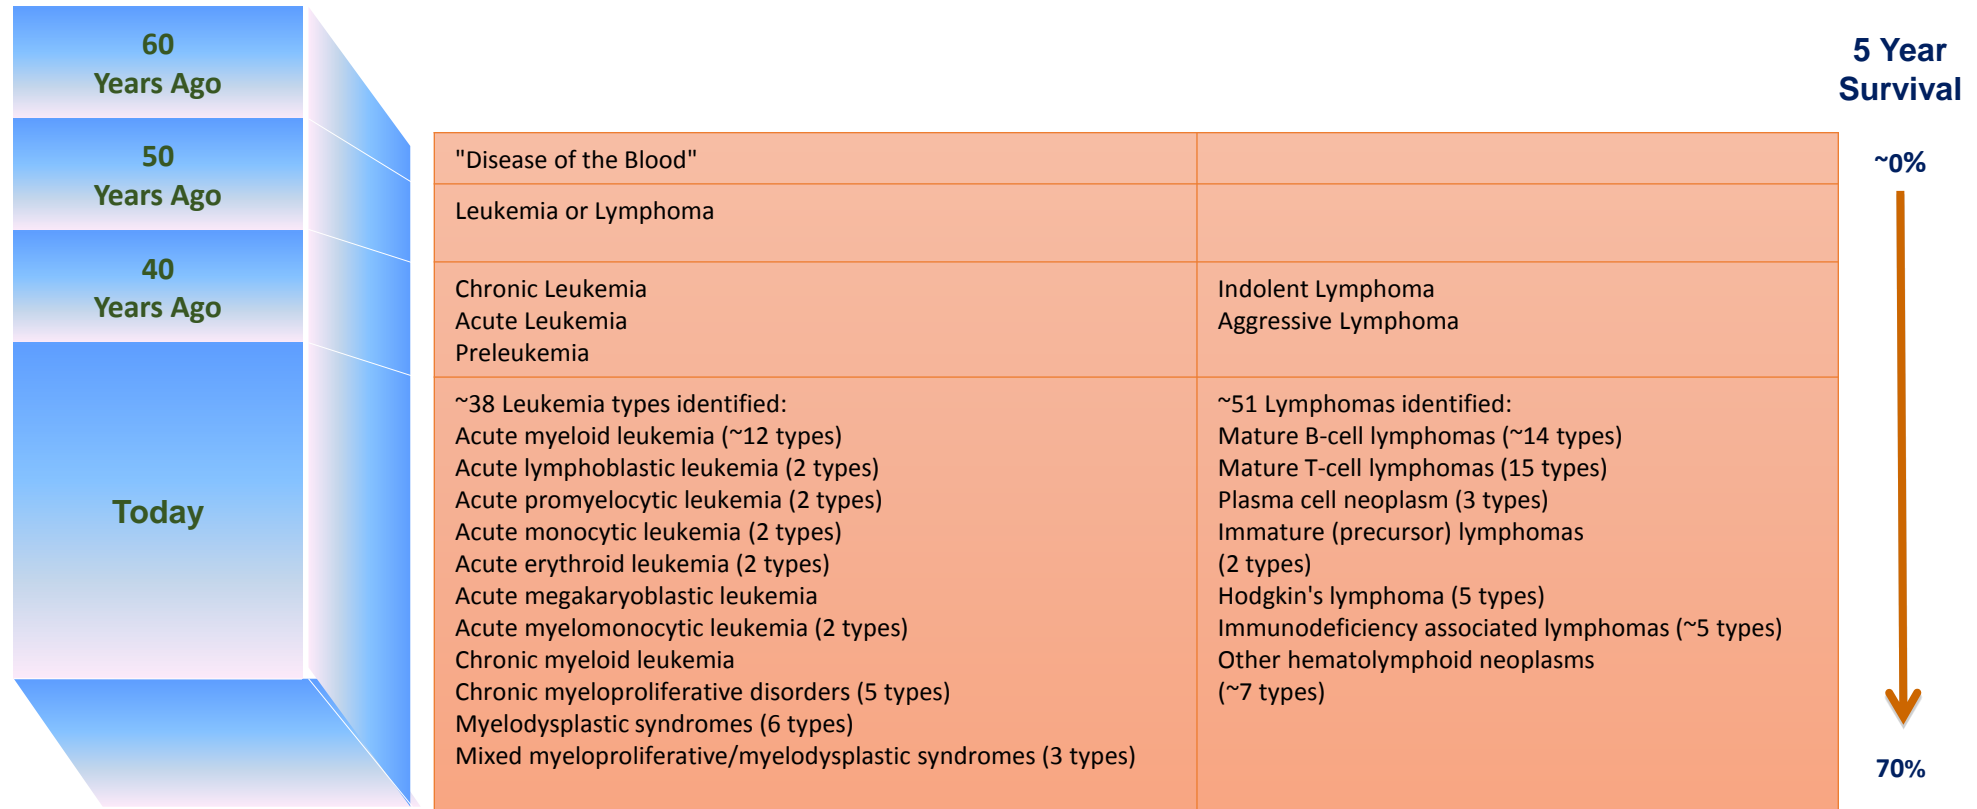 60
Years Ago
50
Years Ago
40
Years Ago
Today
"Disease of the Blood"
Leukemia or Lymphoma
Chronic Leukemia
Acute Leukemia
Preleukemia
Indolent Lymphoma
Aggressive Lymphoma
~38 Leukemia types identified:
Acute myeloid leukemia (~12 types)
Acute lymphoblastic leukemia (2 types)
Acute promyelocytic leukemia (2 types)
Acute monocytic leukemia (2 types)
Acute erythroid leukemia (2 types)
Acute megakaryoblastic leukemia
Acute myelomonocytic leukemia (2 types)
Chronic myeloid leukemia
Chronic myeloproliferative disorders (5 types)
Myelodysplastic syndromes (6 types)
Mixed myeloproliferative/myelodysplastic syndromes (3 types)
~51 Lymphomas identified:
Mature B-cell lymphomas (~14 types)
Mature T-cell lymphomas (15 types)
Plasma cell neoplasm (3 types)
Immature (precursor) lymphomas
(2 types)
Hodgkin's lymphoma (5 types)
Immunodeficiency associated lymphomas (~5 types)
Other hematolymphoid neoplasms
(~7 types)
5 Year
Survival
~0%
70%